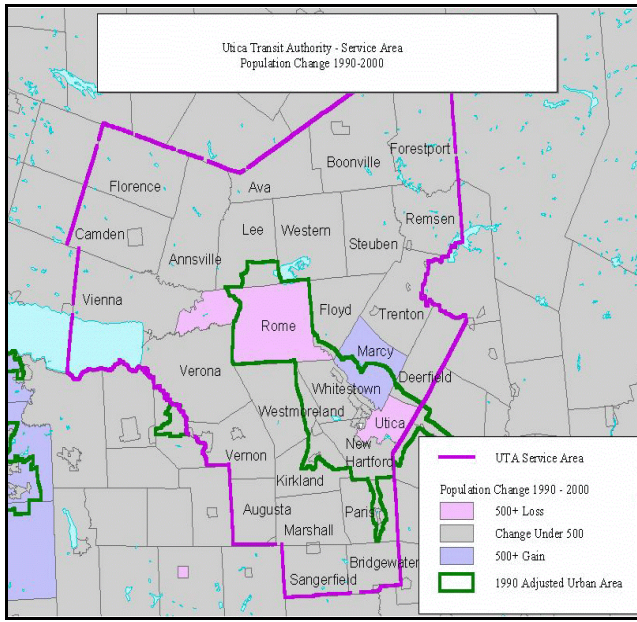 Utica Transit Authority - Service Area
Population Change 1990-2000
Forestport
Boonville
Florence
Ava
Remsen
Camden
Lee
Western
Steuben
Annsville
Vienna
Floyd
Trenton
Rome
Marcy
Verona
Deerfield
Whitestown
Westmoreland
Utica
New
Hartford
Vernon
Kirkland
Augusta
Paris
Marshall
Bridgewater
Sangerfield
UTA Service Area
Population Change 1990 - 2000
500+ Loss
Change Under 500
500+ Gain
1990 Adjusted Urban Area